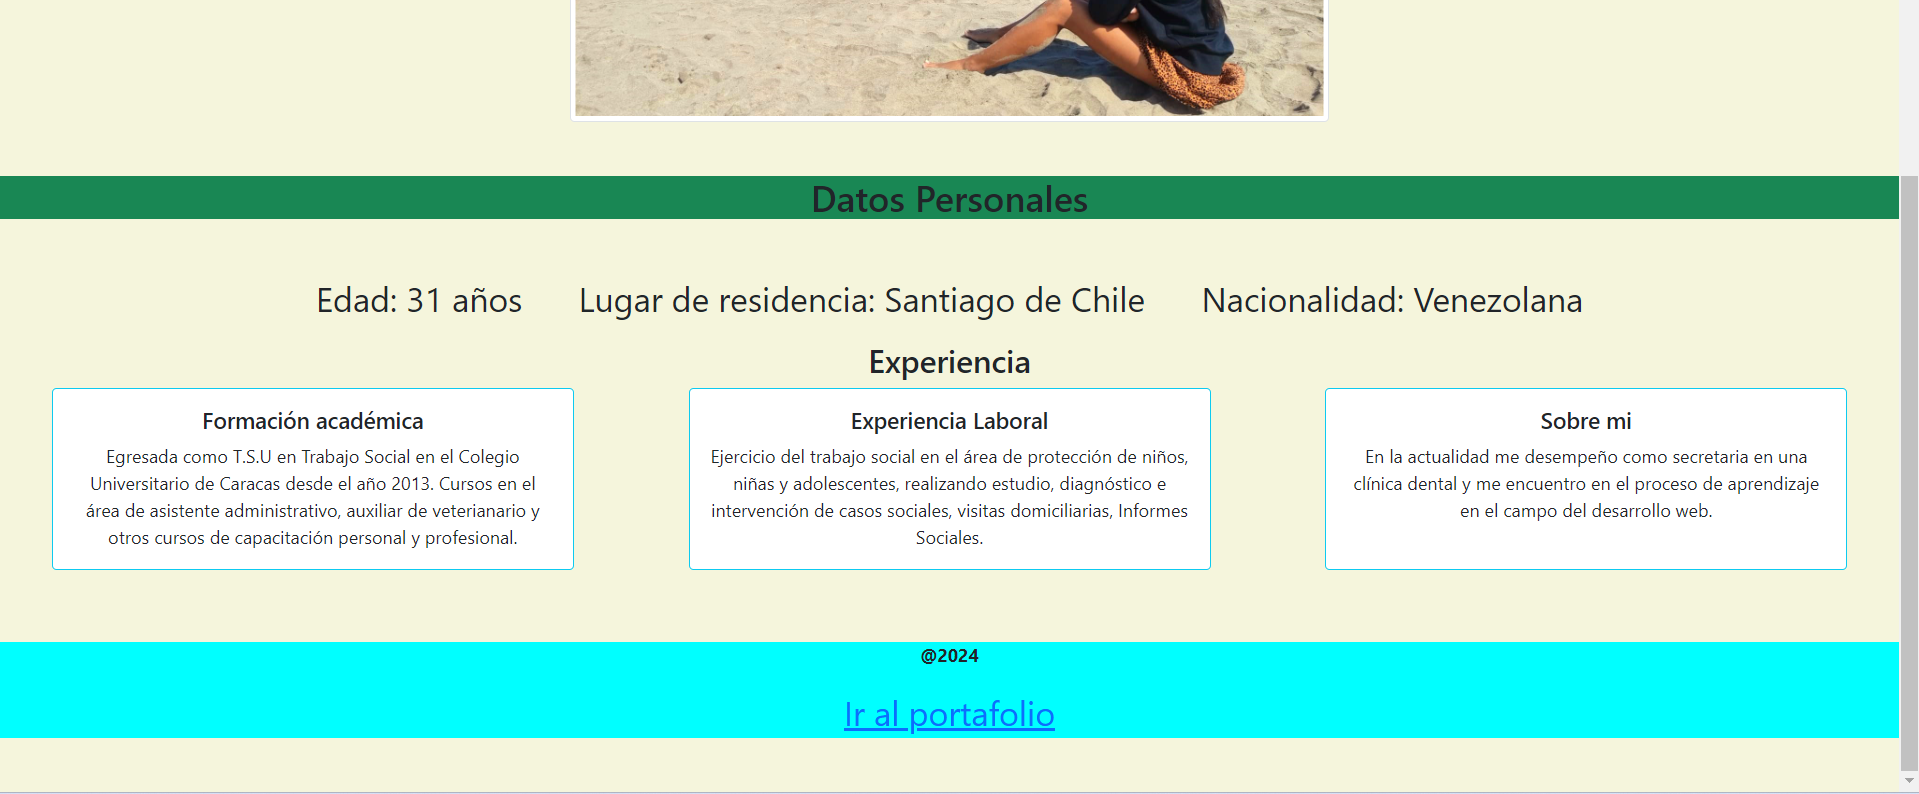 Datos Personales
Edad: 31 años Lugar de residencia: Santiago de Chile Nacionalidad: Venezolana
Experiencia
Formación académica
Egresada como T.S.U en Trabajo Social en el Colegio
Universitario de Caracas desde el año 2013. Cursos en el
área de asistente administrativo, auxiliar de veterianario y
otros cursos de capacitación personal y profesional.
Experiencia Laboral
Ejercicio del trabajo social en el área de protección de niños,
niñas y adolescentes, realizando estudio, diagnóstico e
intervención de casos sociales, visitas domiciliarias, Informes
Sociales.
Sobre mi
En la actualidad me desempeño como secretaria en una
clínica dental y me encuentro en el proceso de aprendizaje
en el campo del desarrollo web.
@2024
Ir al portafolio